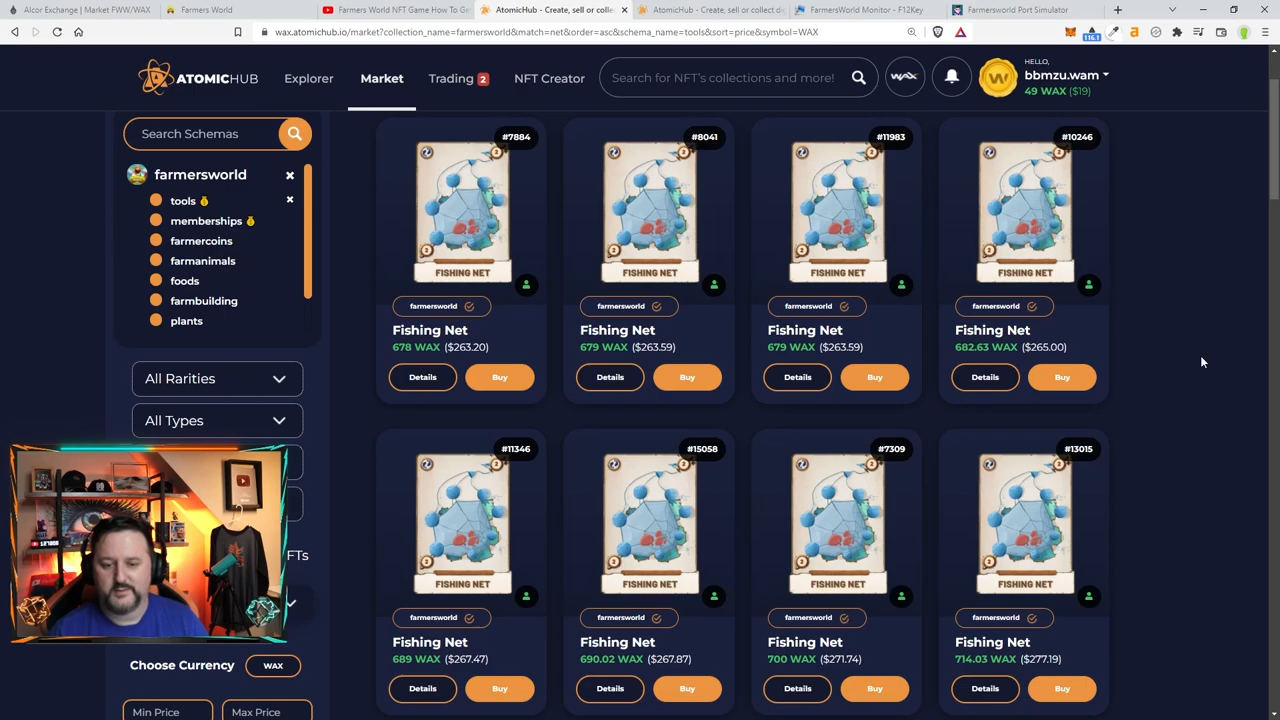 Alcor Exchange | Market FWW/WAX
Farmers World
Farmers World NFT Game How To Ge
AtomicHub - Create, sell or colle
AtomicHub - Create, sell or collect di
FarmersWorld Monitor - F12Key
Farmersworld Port Simulator
wax.atomichub.io/market?collection_name=farmersworld&match=net&order=asc&schema_name=tools&sort=price&symbol=WAX
116.1
ATOMICHUB
Explorer
Market
Trading 2
NFT Creator
Search for NFT's collections and more!
WAX
HELLO,
bbmzu.wam
49 WAX ($19)
Search Schemas
farmersworld
tools
memberships
farmercoins
farmanimals
foods
farmbuilding
plants
All Rarities
All Types
FTs
Choose Currency
WAX
Min Price
Max Price
#7884
#8041
#11983
#10246
FISHING NET
FISHING NET
FISHING NET
FISHING NET
farmersworld
farmersworld
farmersworld
farmersworld
Fishing Net
Fishing Net
Fishing Net
Fishing Net
678 WAX ($263.20)
679 WAX ($263.59)
679 WAX ($263.59)
682.63 WAX ($265.00)
Details
Buy
Details
Buy
Details
Buy
Details
Buy
#11346
#15058
#7309
#13015
FISHING NET
FISHING NET
FISHING NET
FISHING NET
farmersworld
farmersworld
farmersworld
farmersworld
Fishing Net
Fishing Net
Fishing Net
Fishing Net
689 WAX ($267.47)
690.02 WAX ($267.87)
700 WAX ($271.74)
714.03 WAX ($277.19)
Details
Buy
Details
Buy
Details
Buy
Details
Buy